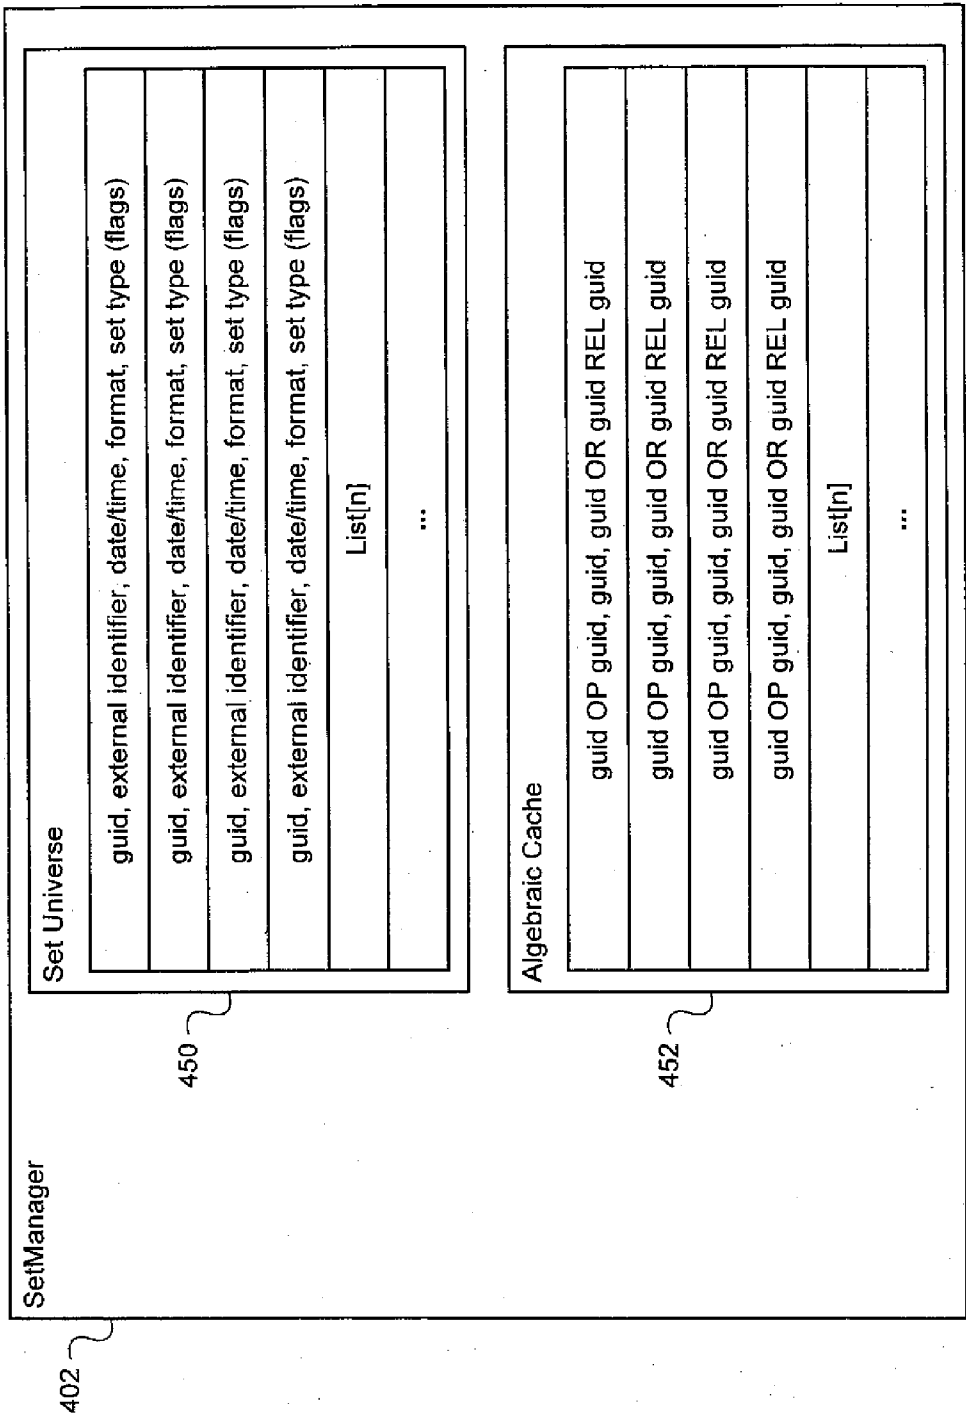 402
SetManager
450
Set Universe
guid, external identifier, date/time, format, set type (flags)
guid, external identifier, date/time, format, set type (flags)
guid, external identifier, date/time, format, set type (flags)
guid, external identifier, date/time, format, set type (flags)
List[n]
...
452
Algebraic Cache
guid OP guid, guid, guid OR guid REL guid
guid OP guid, guid, guid OR guid REL guid
guid OP guid, guid, guid OR guid REL guid
guid OP guid, guid, guid OR guid REL guid
List[n]
...